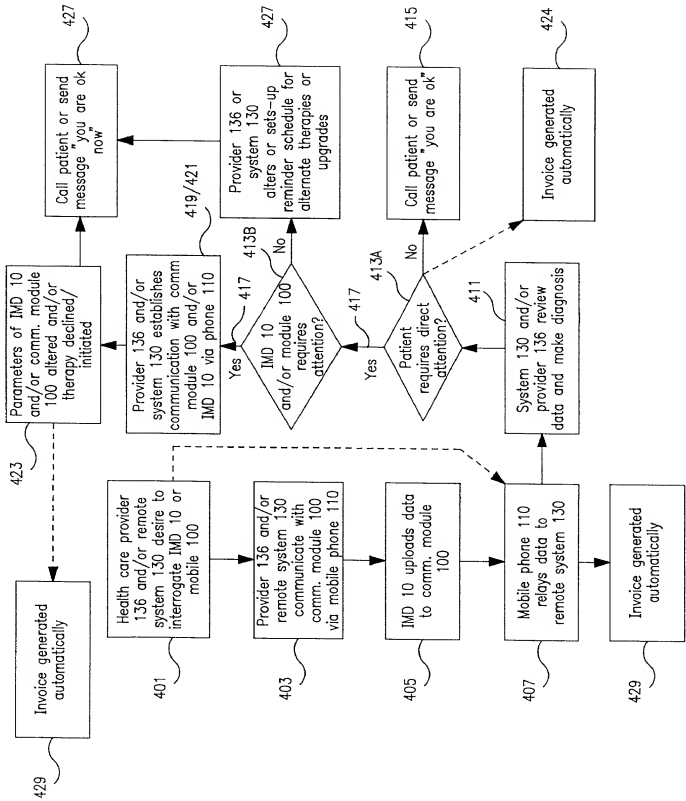 427
Call patient or send
message "you are ok
now"
427
Provider 136 or
system 130
alters or sets-up
reminder schedule for
alternate therapies or
upgrades
415
Call patient or send
message "you are ok"
424
Invoice generated
automatically
423
Parameters of IMD 10
and/or comm. module
100 altered and/or
therapy declined/
initiated
419/421
Provider 136 and/or
system 130 establishes
communication with comm
module 100 and/or
IMD 10 via phone 110
417
Yes
413B
No
IMD 10
and/or module 100
requires
attention?
417
Yes
413A
No
Patient
requires direct
attention?
411
System 130 and/or
provider 136 review
data and make diagnosis
401
Health care provider
136 and/or remote
system 130 desire to
interrogate IMD 10 or
mobile 100
403
Provider 136 and/or
remote system 130
communicate with
comm. module 100
via mobile phone 110
405
IMD 10 uploads data
to comm. module
100
407
Mobile phone 110
relays data to
remote system 130
429
Invoice generated
automatically
429
Invoice generated
automatically